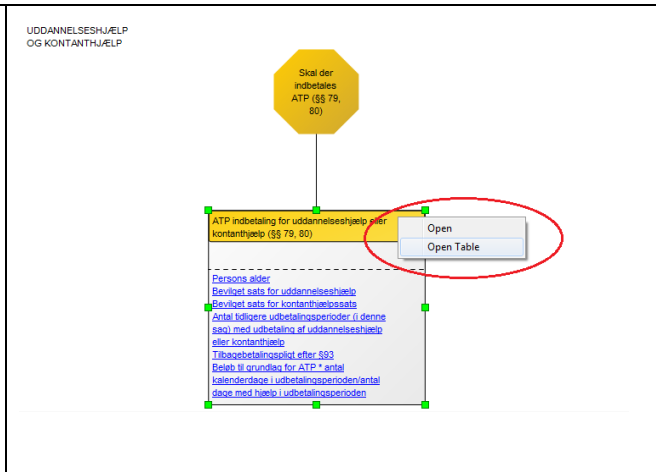 UDDANNELSESHJÆLP
OG KONTANTHJÆLP
Skal der
indbetales
ATP (§§ 79,
80)
ATP indbetaling for uddannelseshjælp eller
kontanthjælp (§§ 79, 80)
Open
Open Table
Persons alder
Bevilget sats for uddannelseshjælp
Bevilget sats for kontanthjælpssats
Antal tidligere udbetalingsperioder (i denne
sag) med udbetaling af uddannelseshjælp
eller kontanthjælp
Tilbagebetalingspligt efter §93
Beløb til grundlag for ATP * antal
kalenderdage i udbetalingsperioden/antal
dage med hjælp i udbetalingsperioden